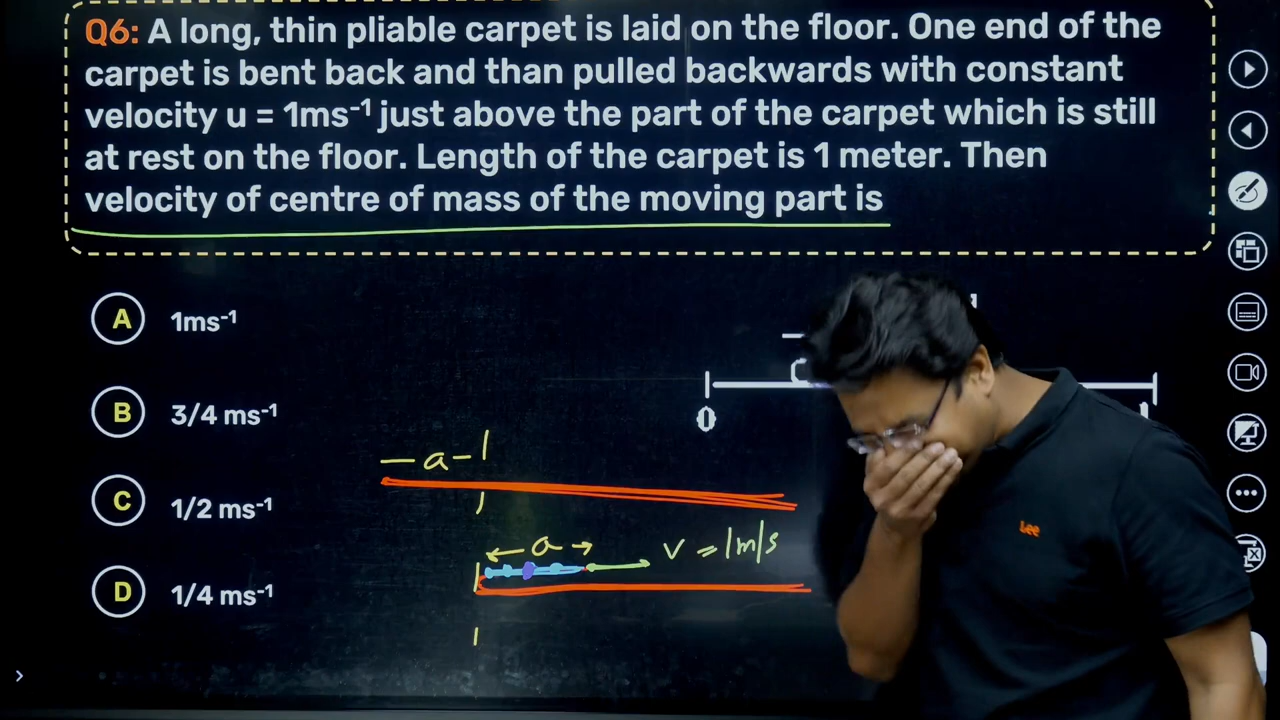 Q6: A long, thin pliable carpet is laid on the floor. One end of the
carpet is bent back and than pulled backwards with constant
velocity u = 1ms⁻¹ just above the part of the carpet which is still
at rest on the floor. Length of the carpet is 1 meter. Then
velocity of centre of mass of the moving part is
A 1ms⁻¹
B 3/4 ms⁻¹
C 1/2 ms⁻¹
D 1/4 ms⁻¹
0
a
a
v = 1m/s
Lee